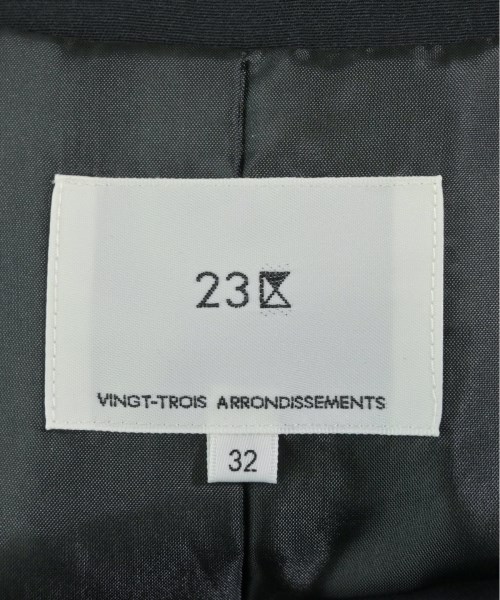 23区
VINGT-TROIS ARRONDISSEMENTS
32